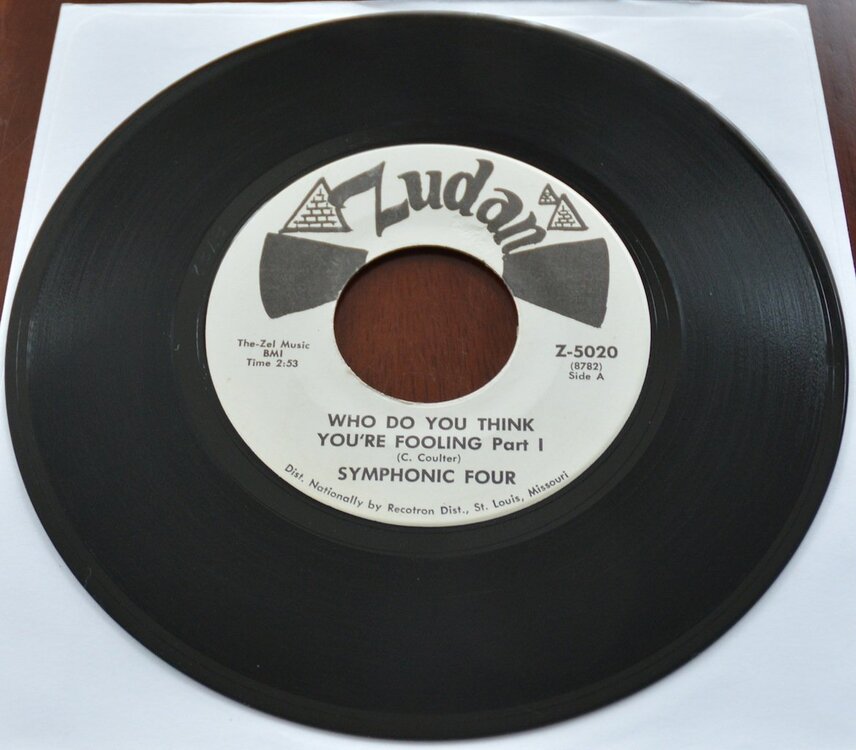 Zudan
The-Zel Music
BMI
Time 2:53
Z-5020
(8782)
Side A
WHO DO YOU THINK
YOU'RE FOOLING Part I
(C. Coulter)
SYMPHONIC FOUR
Dist. Nationally by Recotron Dist., St. Louis, Missouri